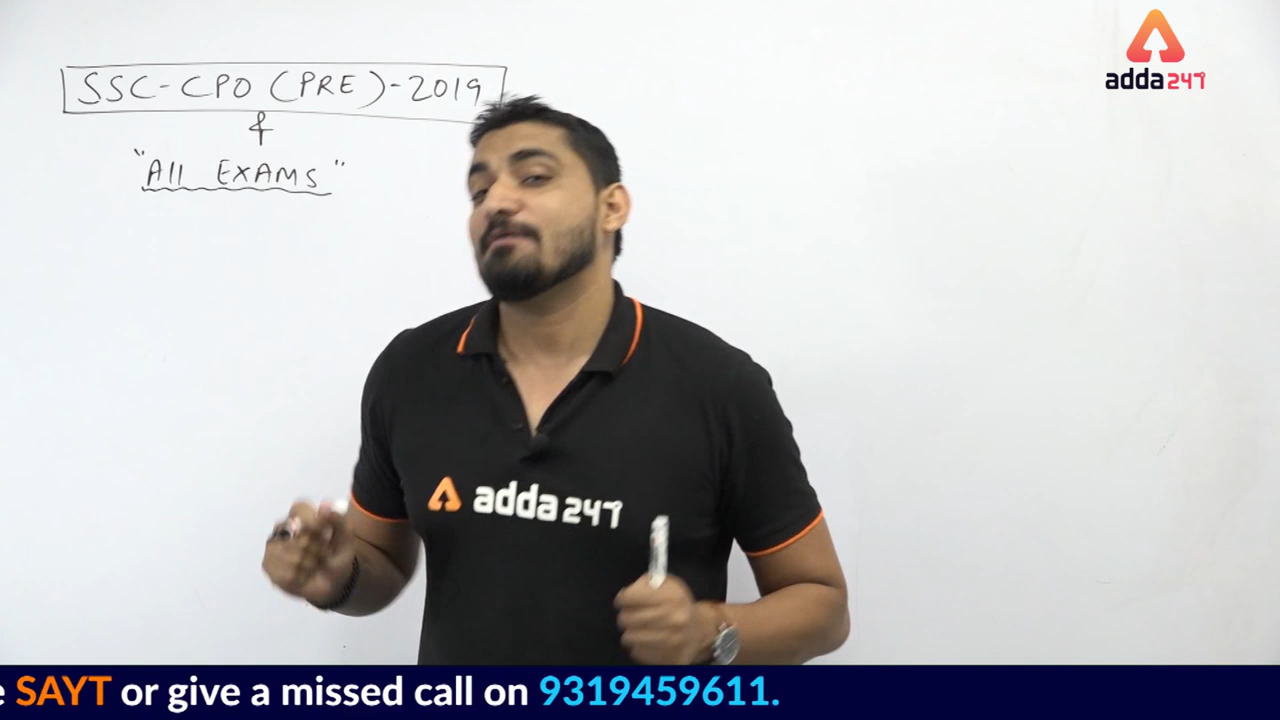 SSC-CPO (PRE)-2019
&
"All EXAMS"
adda247
adda247
e SAYT or give a missed call on 9319459611.